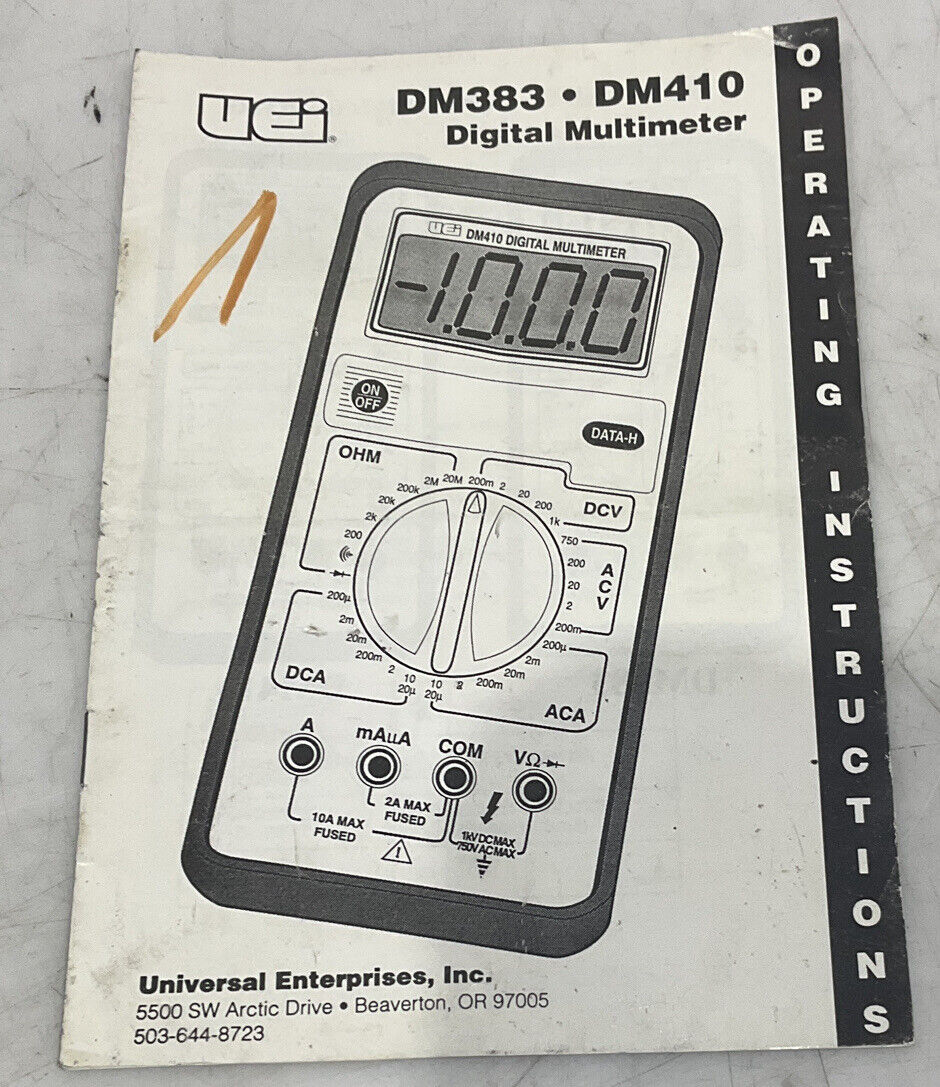 UEi®
DM383 • DM410
Digital Multimeter
OPERATING INSTRUCTIONS
UEi DM410 DIGITAL MULTIMETER
-1.0.0.0
ON
OFF
DATA-H
OHM
200
2k
20k
200k
2M
20M
200m
2
20
200
1k
DCV
750
200
20
2
200m
ACV
200µ
2m
20m
200m
2
10
20µ
DCA
200µ
2m
20m
200m
2
10
20µ
ACA
A
mAµA
COM
VΩ
2A MAX
FUSED
10A MAX
FUSED
1kV DC MAX
750V AC MAX
Universal Enterprises, Inc.
5500 SW Arctic Drive • Beaverton, OR 97005
503-644-8723